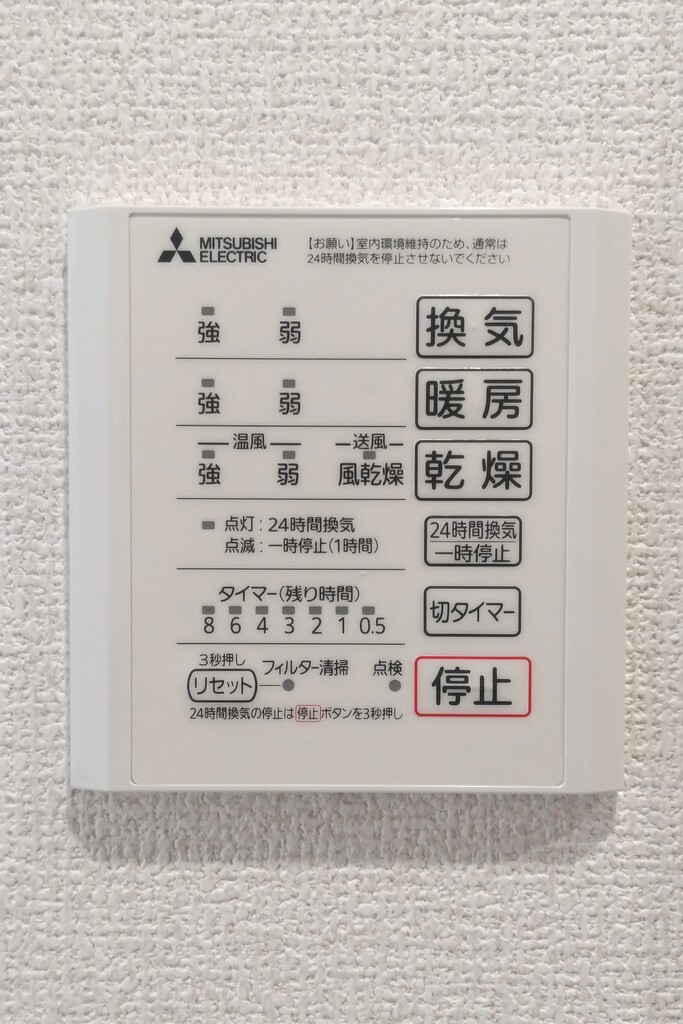 MITSUBISHI
ELECTRIC
【お願い】室内環境維持のため、通常は
24時間換気を停止させないでください
強 弱 換気
強 弱 暖房
温風 送風
強 弱 風乾燥 乾燥
点灯：24時間換気
点滅：一時停止(1時間)
24時間換気
一時停止
タイマー(残り時間)
8 6 4 3 2 1 0.5
切タイマー
3秒押し
リセット フィルター清掃 点検
停止
24時間換気の停止は停止ボタンを3秒押し